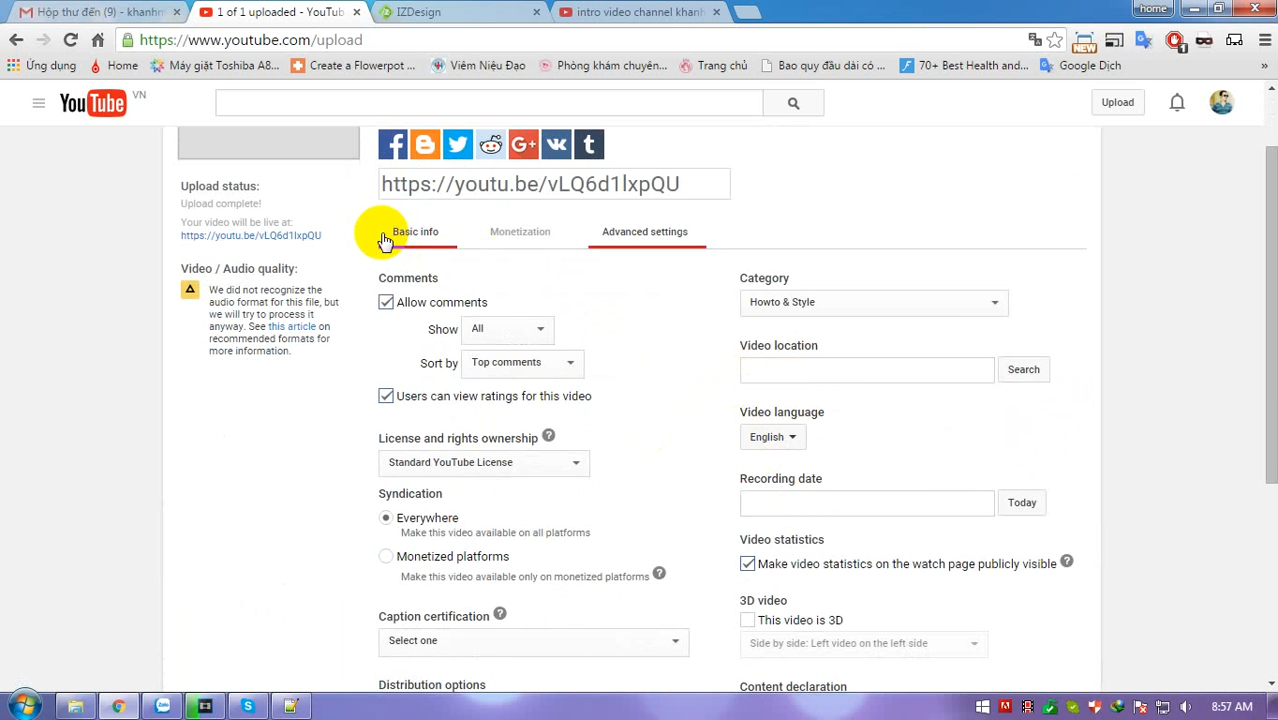 Hộp thư đến (9) - khanhm
1 of 1 uploaded - YouTub
IZDesign
intro video channel khanh
home
https://www.youtube.com/upload
NEW
1
Ứng dụng
Home
Máy giặt Toshiba A8...
Create a Flowerpot ...
Viêm Niệu Đạo
Phòng khám chuyên...
Trang chủ
Bao quy đầu dài có ...
70+ Best Health and...
Google Dịch
YouTube VN
Upload
https://youtu.be/vLQ6d1lxpQU
Upload status:
Upload complete!
Your video will be live at:
https://youtu.be/vLQ6d1lxpQU
Video / Audio quality:
We did not recognize the
audio format for this file, but
we will try to process it
anyway. See this article on
recommended formats for
more information.
Basic info
Monetization
Advanced settings
Comments
Allow comments
Show All
Sort by Top comments
Users can view ratings for this video
License and rights ownership ?
Standard YouTube License
Syndication
Everywhere
Make this video available on all platforms
Monetized platforms
Make this video available only on monetized platforms ?
Caption certification ?
Select one
Distribution options
Category
Howto & Style
Video location
Search
Video language
English
Recording date
Today
Video statistics
Make video statistics on the watch page publicly visible ?
3D video
This video is 3D
Side by side: Left video on the left side
Content declaration
8:57 AM